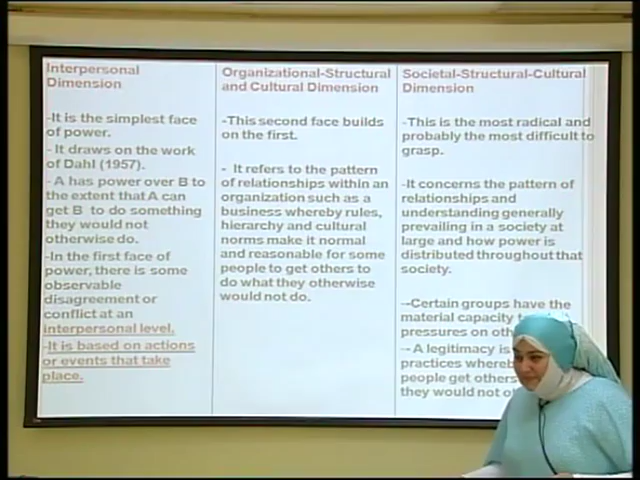 Interpersonal
Dimension
-It is the simplest face
of power.
- It draws on the work
of Dahl (1957).
- A has power over B to
the extent that A can
get B to do something
they would not
otherwise do.
-In the first face of
power, there is some
observable
disagreement or
conflict at an
interpersonal level.
-It is based on actions
or events that take
place.
Organizational-Structural
and Cultural Dimension
-This second face builds
on the first.
- It refers to the pattern
of relationships within an
organization such as a
business whereby rules,
hierarchy and cultural
norms make it normal
and reasonable for some
people to get others to
do what they otherwise
would not do.
Societal-Structural-Cultural
Dimension
-This is the most radical and
probably the most difficult to
grasp.
-It concerns the pattern of
relationships and
understanding generally
prevailing in a society at
large and how power is
distributed throughout that
society.
--Certain groups have the
material capacity
pressures on
-- A legitimacy is
practices
people get others
they would not